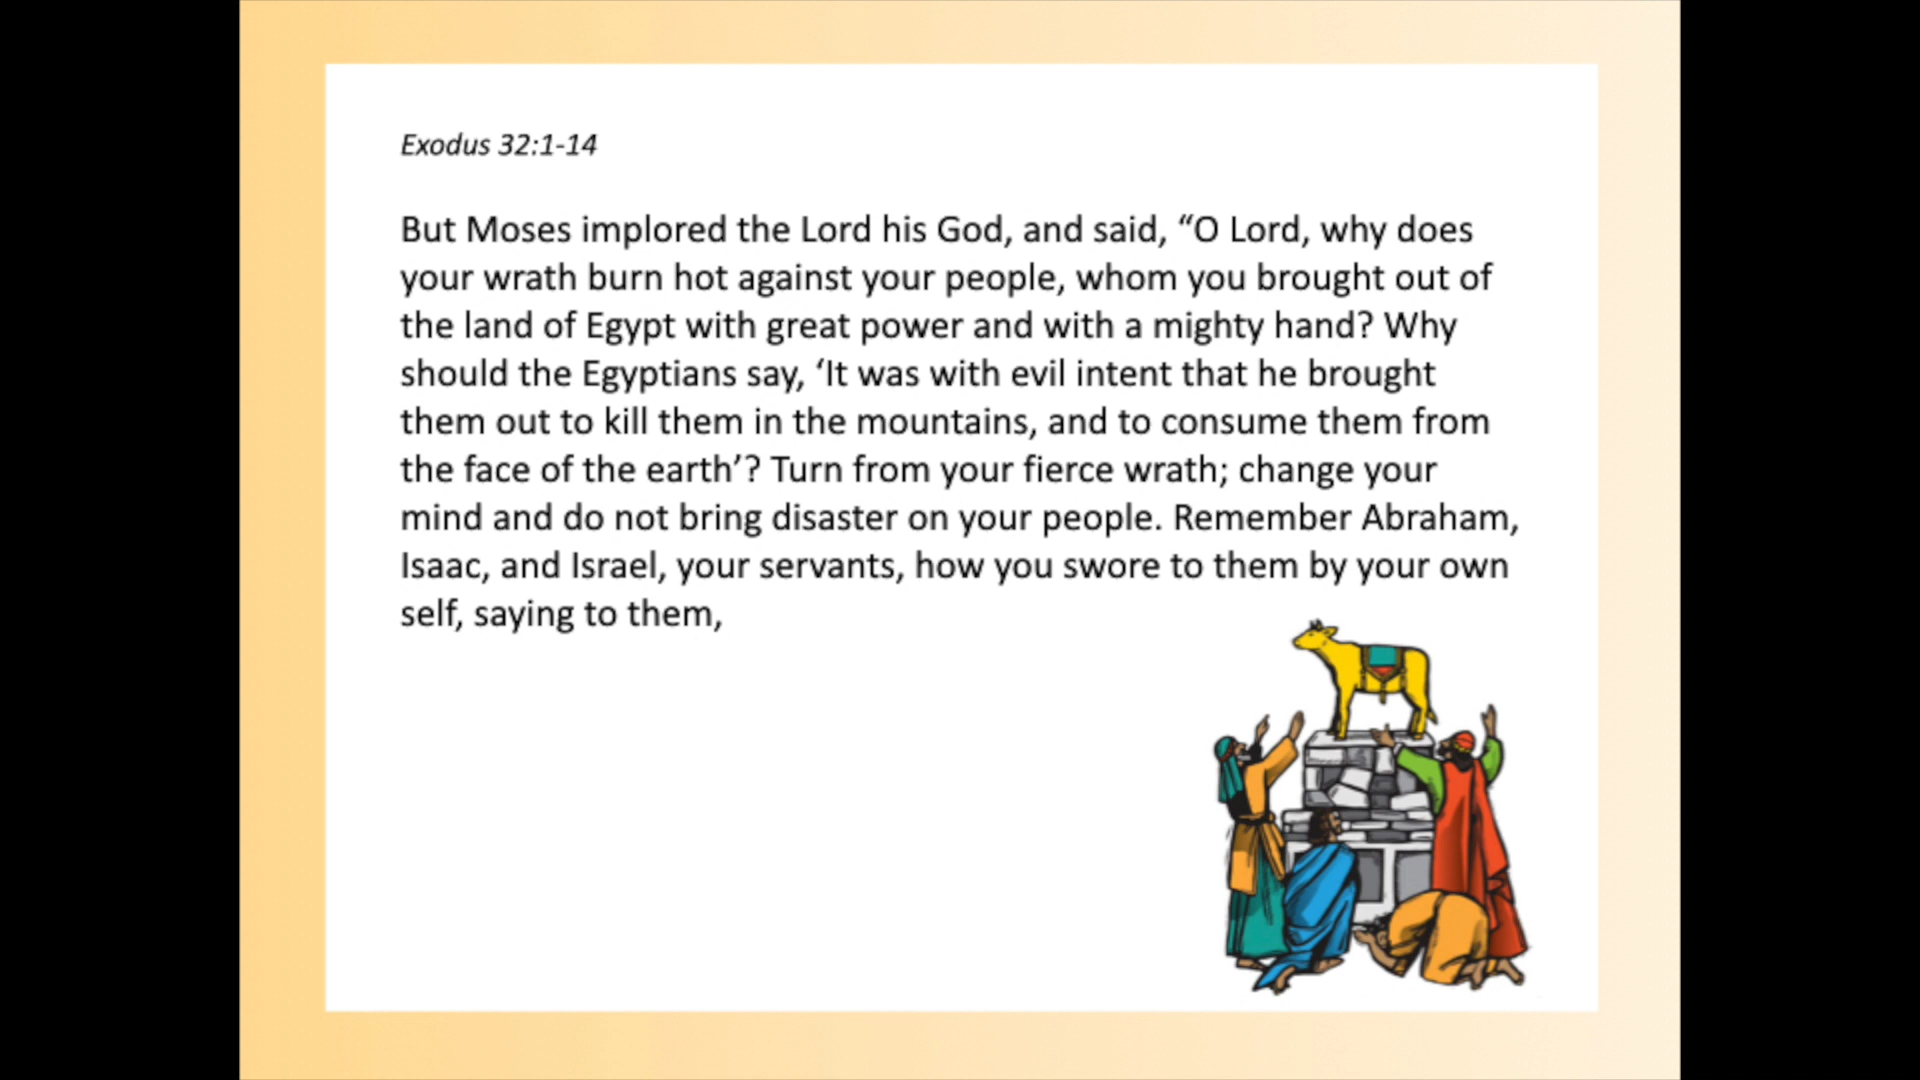 Exodus 32:1-14
But Moses implored the Lord his God, and said, “O Lord, why does
your wrath burn hot against your people, whom you brought out of
the land of Egypt with great power and with a mighty hand? Why
should the Egyptians say, ‘It was with evil intent that he brought
them out to kill them in the mountains, and to consume them from
the face of the earth’? Turn from your fierce wrath; change your
mind and do not bring disaster on your people. Remember Abraham,
Isaac, and Israel, your servants, how you swore to them by your own
self, saying to them,